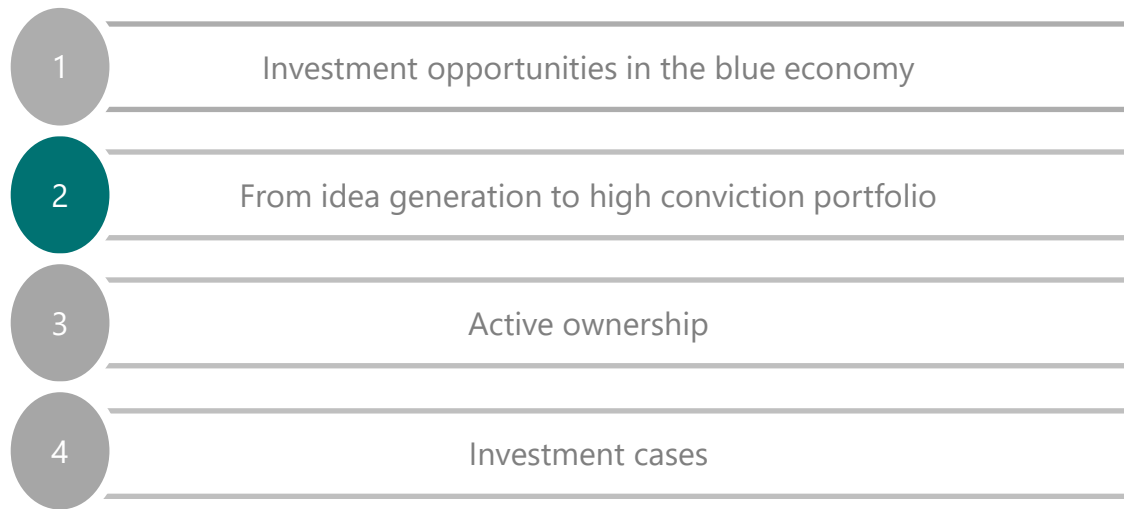 1
Investment opportunities in the blue economy
2
From idea generation to high conviction portfolio
3
Active ownership
4
Investment cases